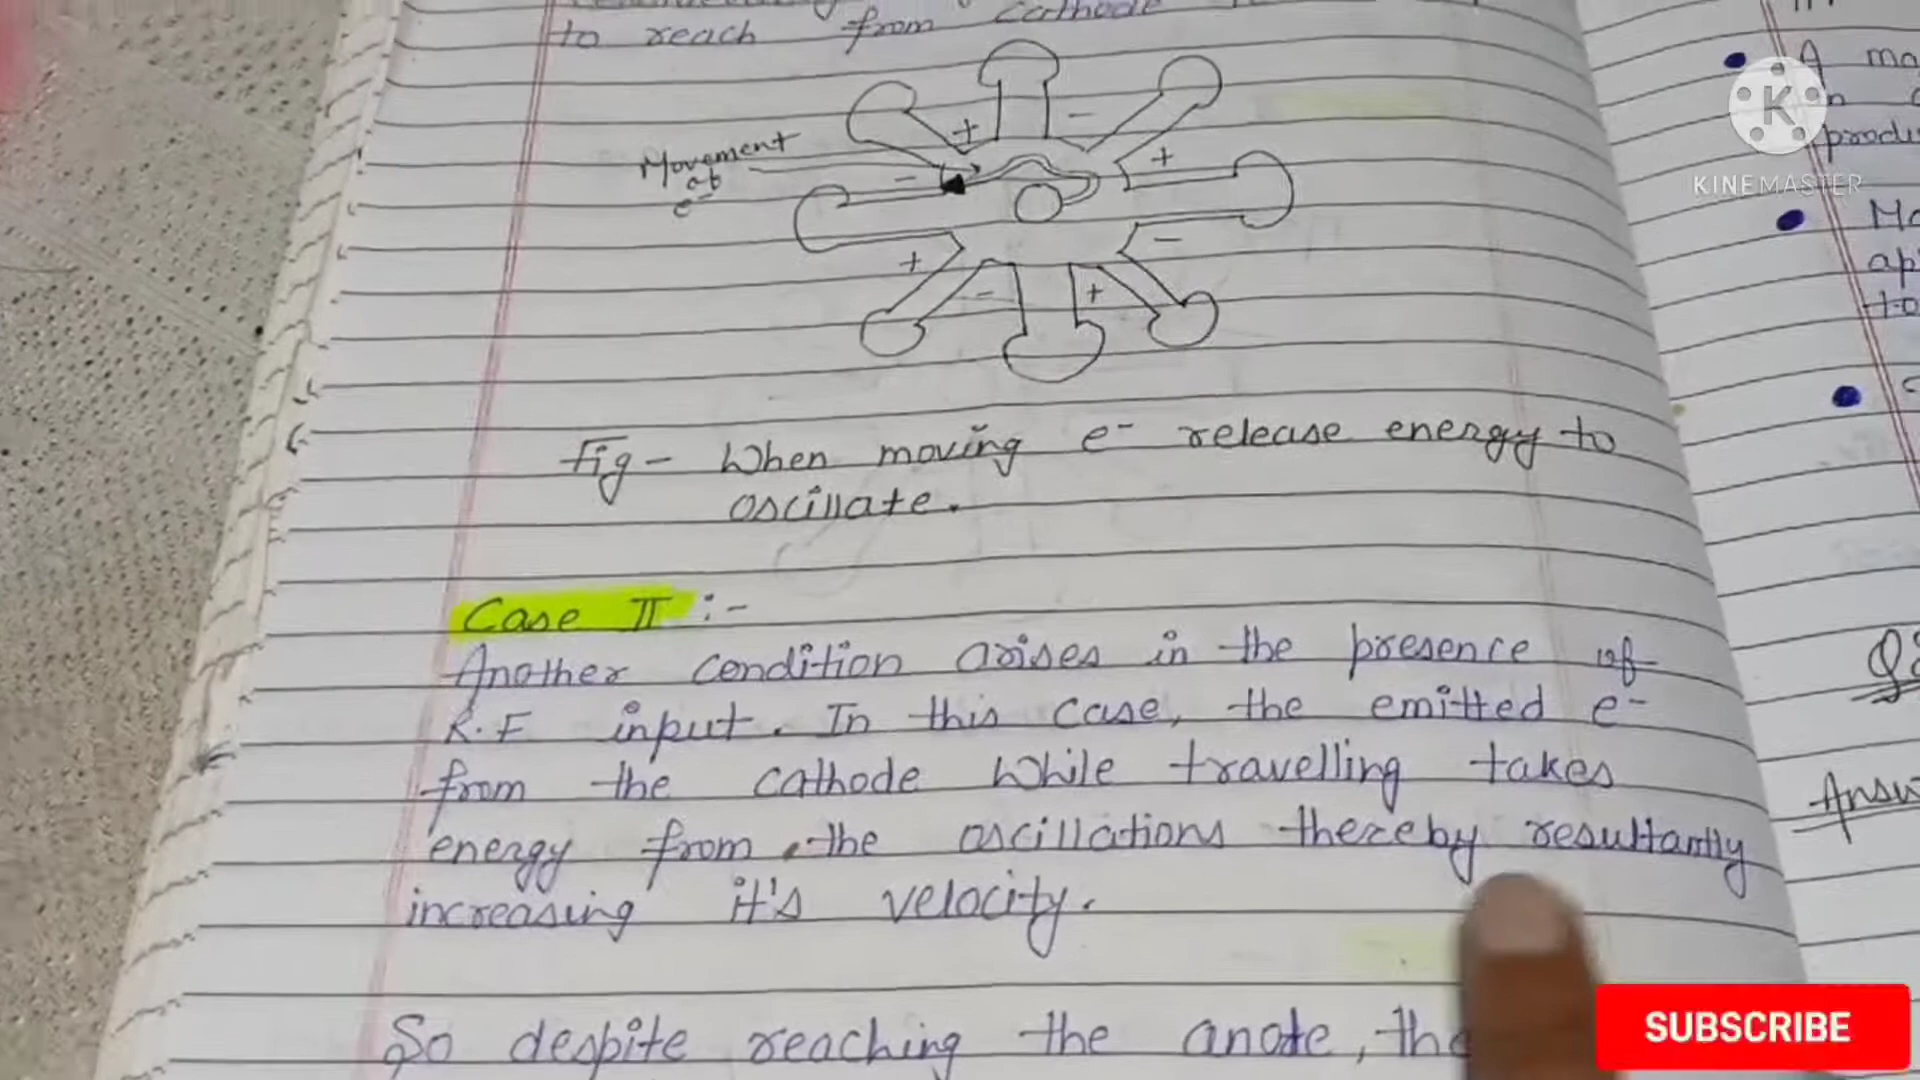 to reach from cathode
+
-
Movement
of
e-
-
+
+
-
-
+
Fig - When moving e- release energy to
oscillate.
Case II :-
Another condition arises in the presence of
R.F input. In this case, the emitted e-
from the cathode while travelling takes
energy from the oscillations thereby resultantly
increasing it's velocity.
So despite reaching the anode, the
A
K
KINEMASTER
Answ
SUBSCRIBE